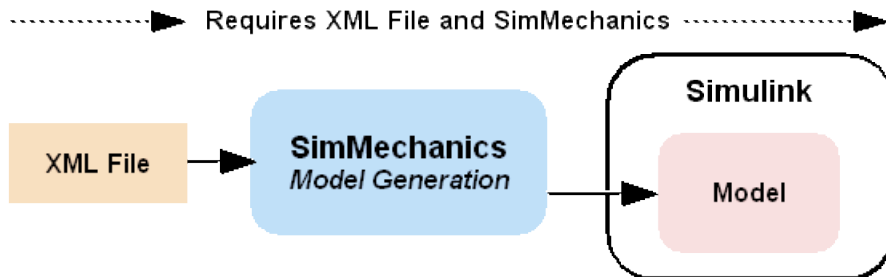 Requires XML File and SimMechanics
Simulink
XML File
SimMechanics
Model Generation
Model